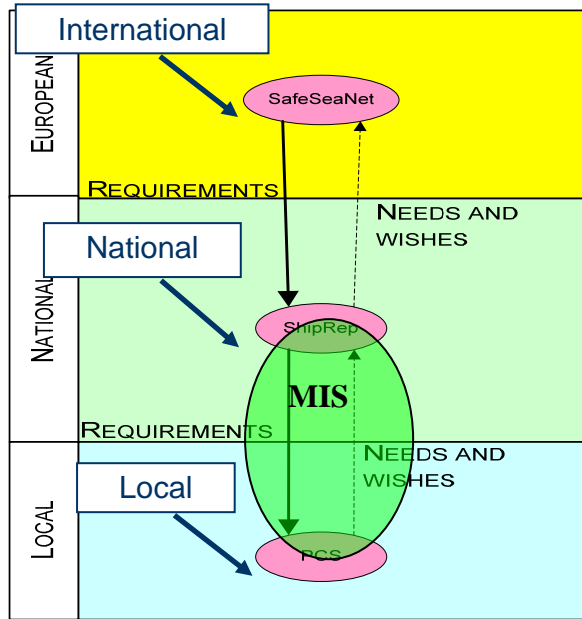 International
EUROPEAN
SafeSeaNet
REQUIREMENTS
NEEDS AND
WISHES
National
NATIONAL
ShipRep
MIS
REQUIREMENTS
NEEDS AND
WISHES
Local
LOCAL
PCS